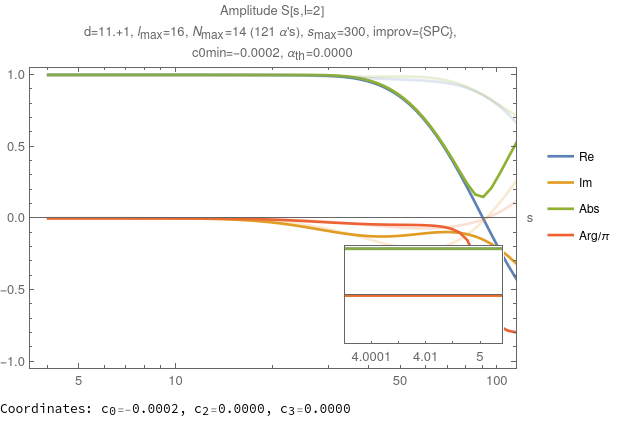 Amplitude S[s,l=2]
d=11.+1, lmax=16, Nmax=14 (121 α's), smax=300, improv={SPC},
c0min=-0.0002, αth=0.0000
1.0
0.5
0.0
-0.5
-1.0
s
Re
Im
Abs
Arg/π
4.0001 4.01 5
5 10 50 100
Coordinates: c0=-0.0002, c2=0.0000, c3=0.0000